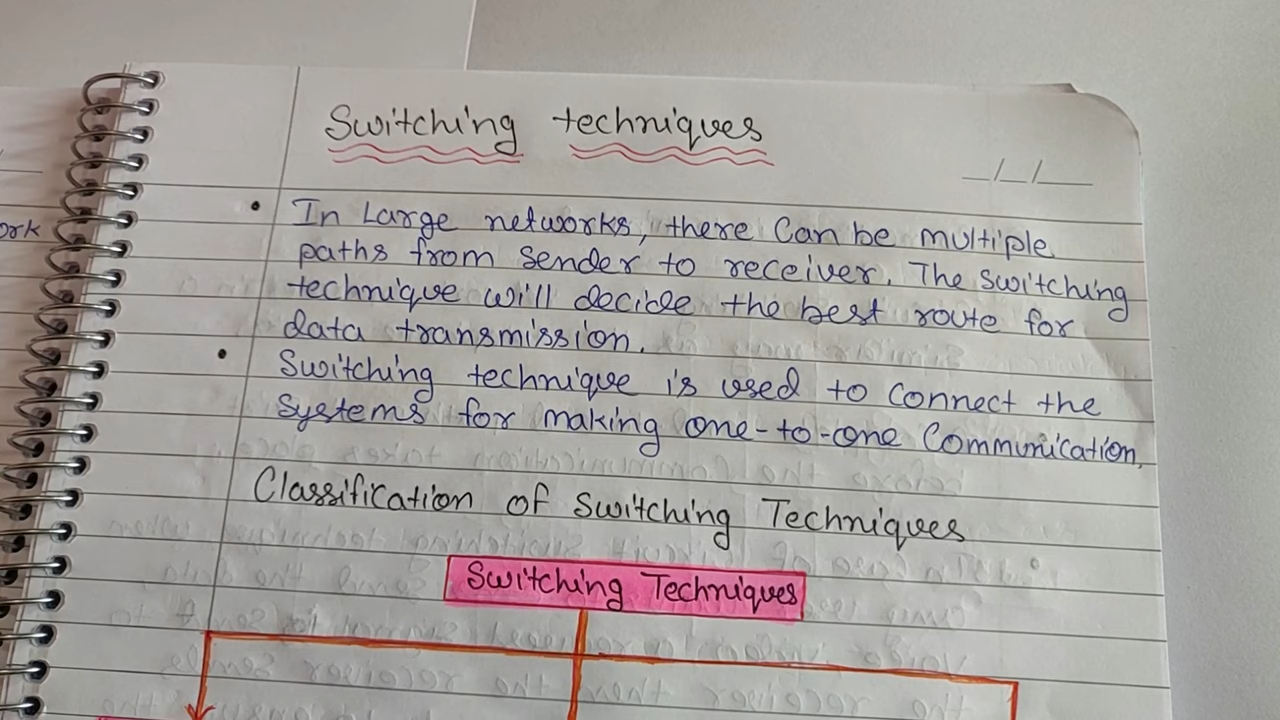 Switching techniques
ork
__/__/____
• In Large networks, there Can be multiple
paths from Sender to receiver. The switching
technique will decide the best route for
data transmission.
• Switching technique is used to Connect the
Systems for making one-to-one Communication.
Classification of Switching Techniques
Switching Techniques